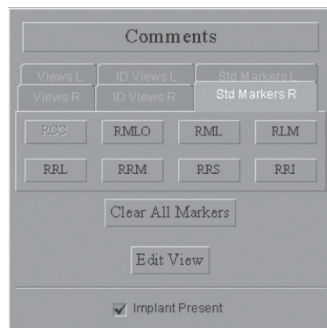 Comments
Views L ID Views L Std Markers L
Views R ID Views R Std Markers R
RCC RMLO RML RLM
RRL RRM RRS RRI
Clear All Markers
Edit View
Implant Present